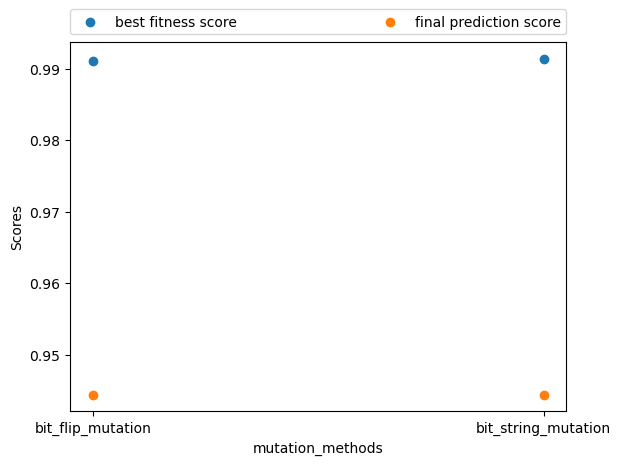 best fitness score
final prediction score
0.99
0.98
0.97
0.96
0.95
Scores
bit_flip_mutation
bit_string_mutation
mutation_methods